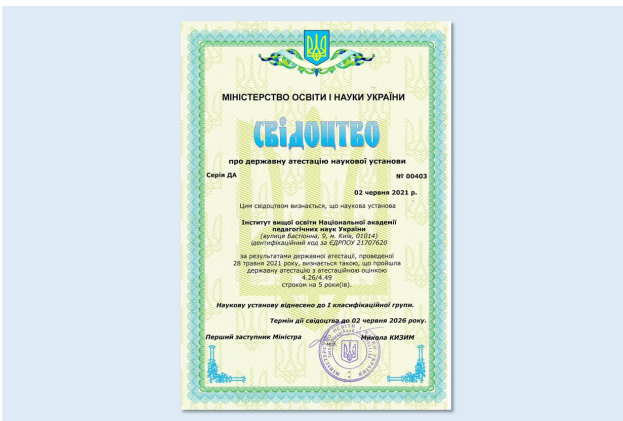 МІНІСТЕРСТВО ОСВІТИ І НАУКИ УКРАЇНИ
СВІДОЦТВО
про державну атестацію наукової установи
Серія ДА № 00403
02 червня 2021 р.
Цим свідоцтвом визнається, що наукова установа
Інститут вищої освіти Національної академії
педагогічних наук України
(вулиця Бастіонна, 9, м. Київ, 01014)
ідентифікаційний код за ЄДРПОУ 21707620
за результатами державної атестації, проведеної
28 травня 2021 року, визнається такою, що пройшла
державну атестацію з атестаційною оцінкою
4.26/4.49
строком на 5 роки(ів).
Наукову установу віднесено до I класифікаційної групи.
Термін дії свідоцтва до 02 червня 2026 року.
Перший заступник Міністра Микола КИЗИМ